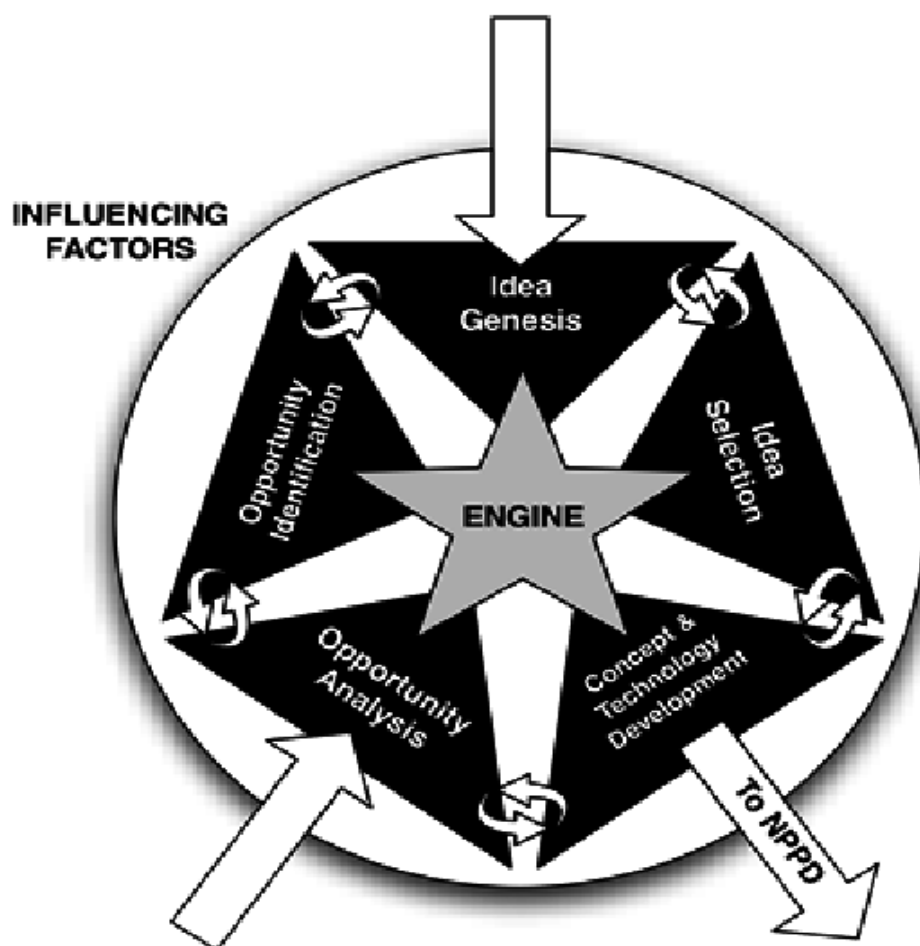 INFLUENCING
FACTORS
Idea
Genesis
Idea
Selection
Opportunity
Identification
ENGINE
Opportunity
Analysis
Concept &
Technology
Development
To NPPD